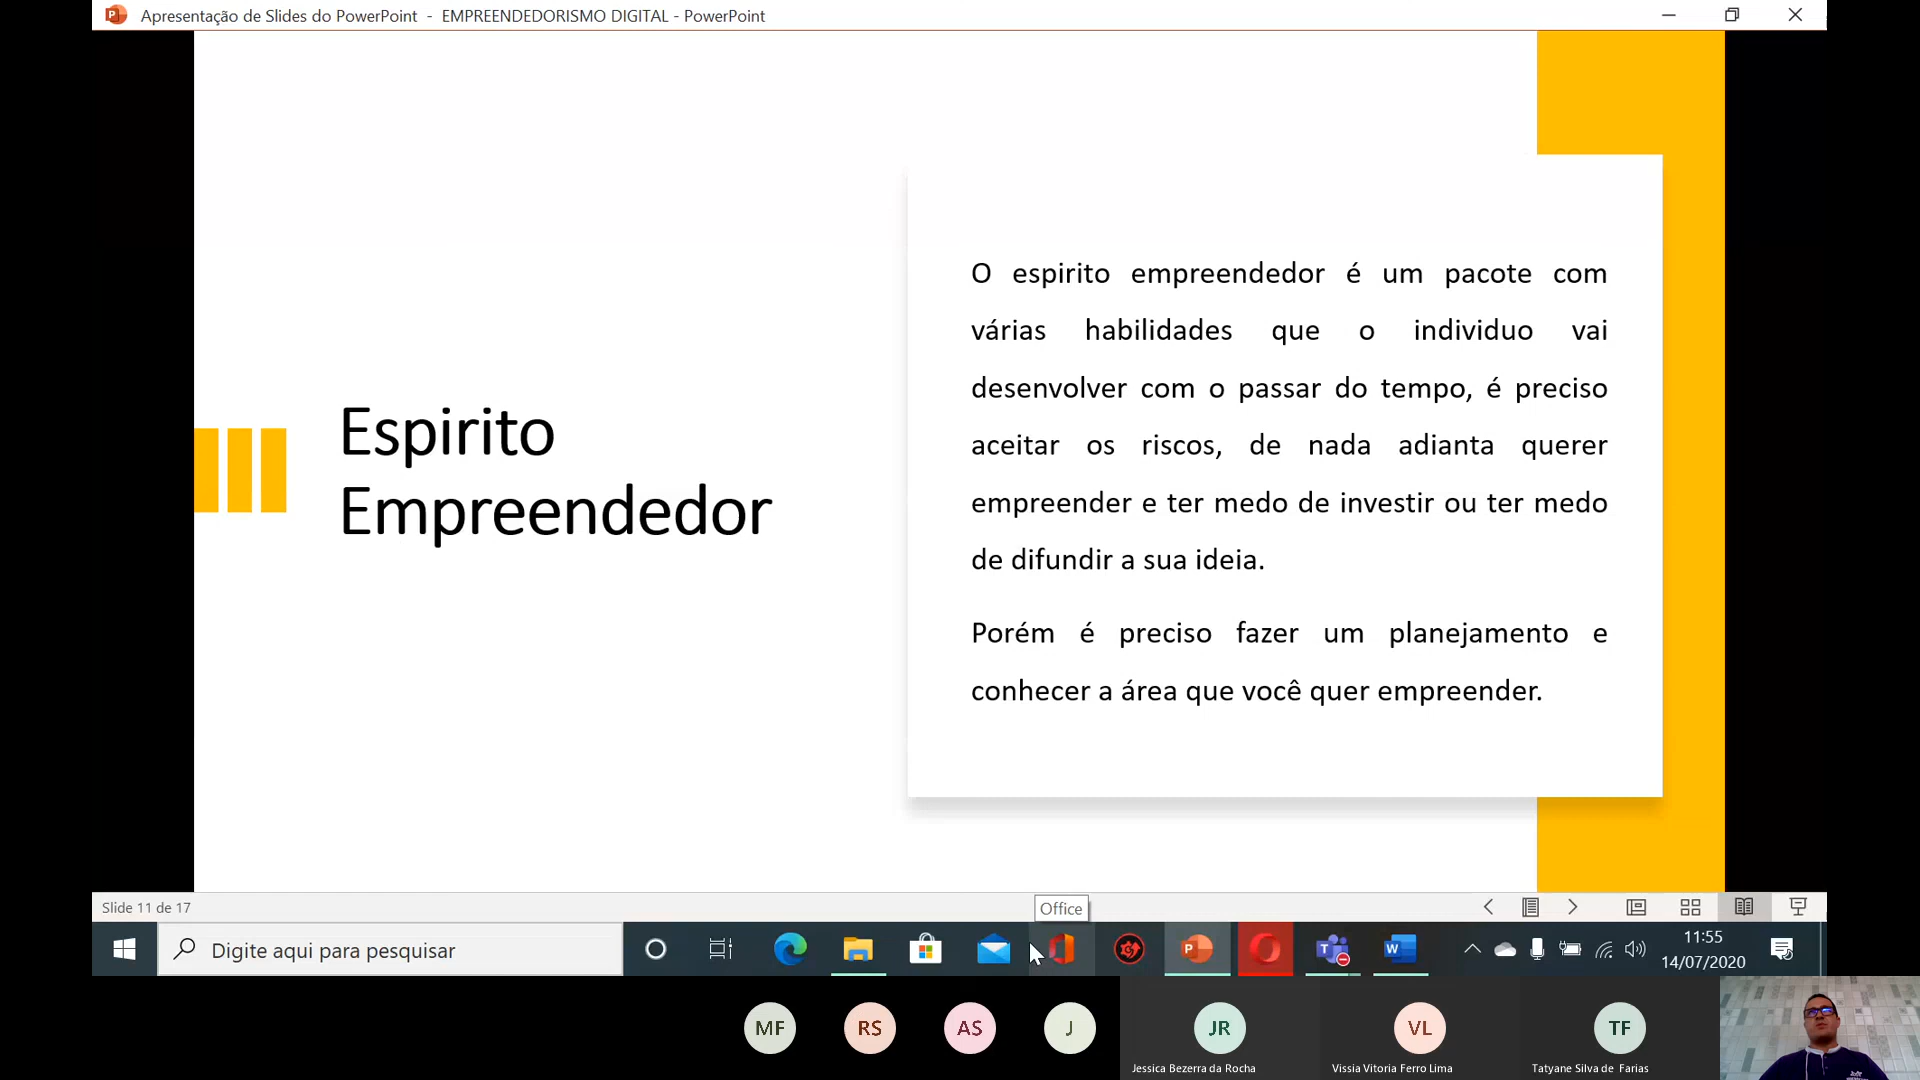 Apresentação de Slides do PowerPoint - EMPREENDEDORISMO DIGITAL - PowerPoint
Espirito
Empreendedor
O espirito empreendedor é um pacote com
várias habilidades que o individuo vai
desenvolver com o passar do tempo, é preciso
aceitar os riscos, de nada adianta querer
empreender e ter medo de investir ou ter medo
de difundir a sua ideia.
Porém é preciso fazer um planejamento e
conhecer a área que você quer empreender.
Slide 11 de 17
Office
Digite aqui para pesquisar
11:55
14/07/2020
MF
RS
AS
J
JR
VL
TF
Jessica Bezerra da Rocha
Vissia Vitoria Ferro Lima
Tatyane Silva de Farias